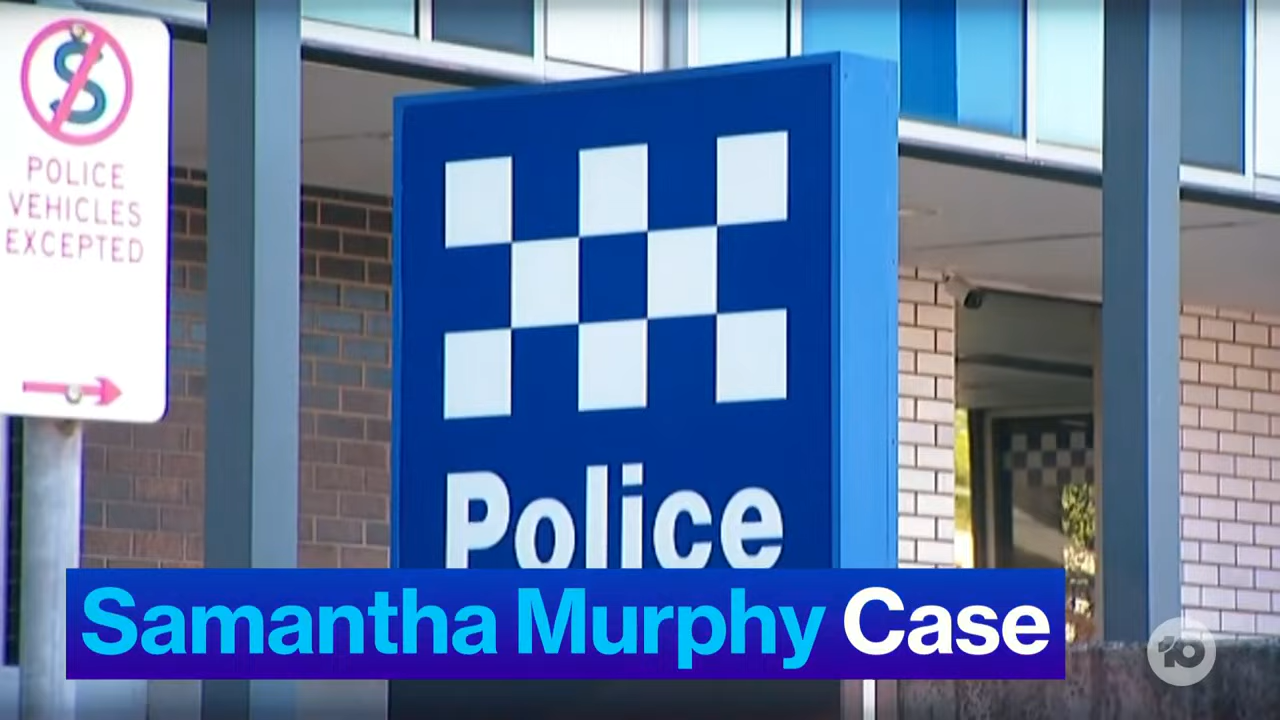 S
POLICE
VEHICLES
EXCEPTED
Police
Samantha Murphy Case
10